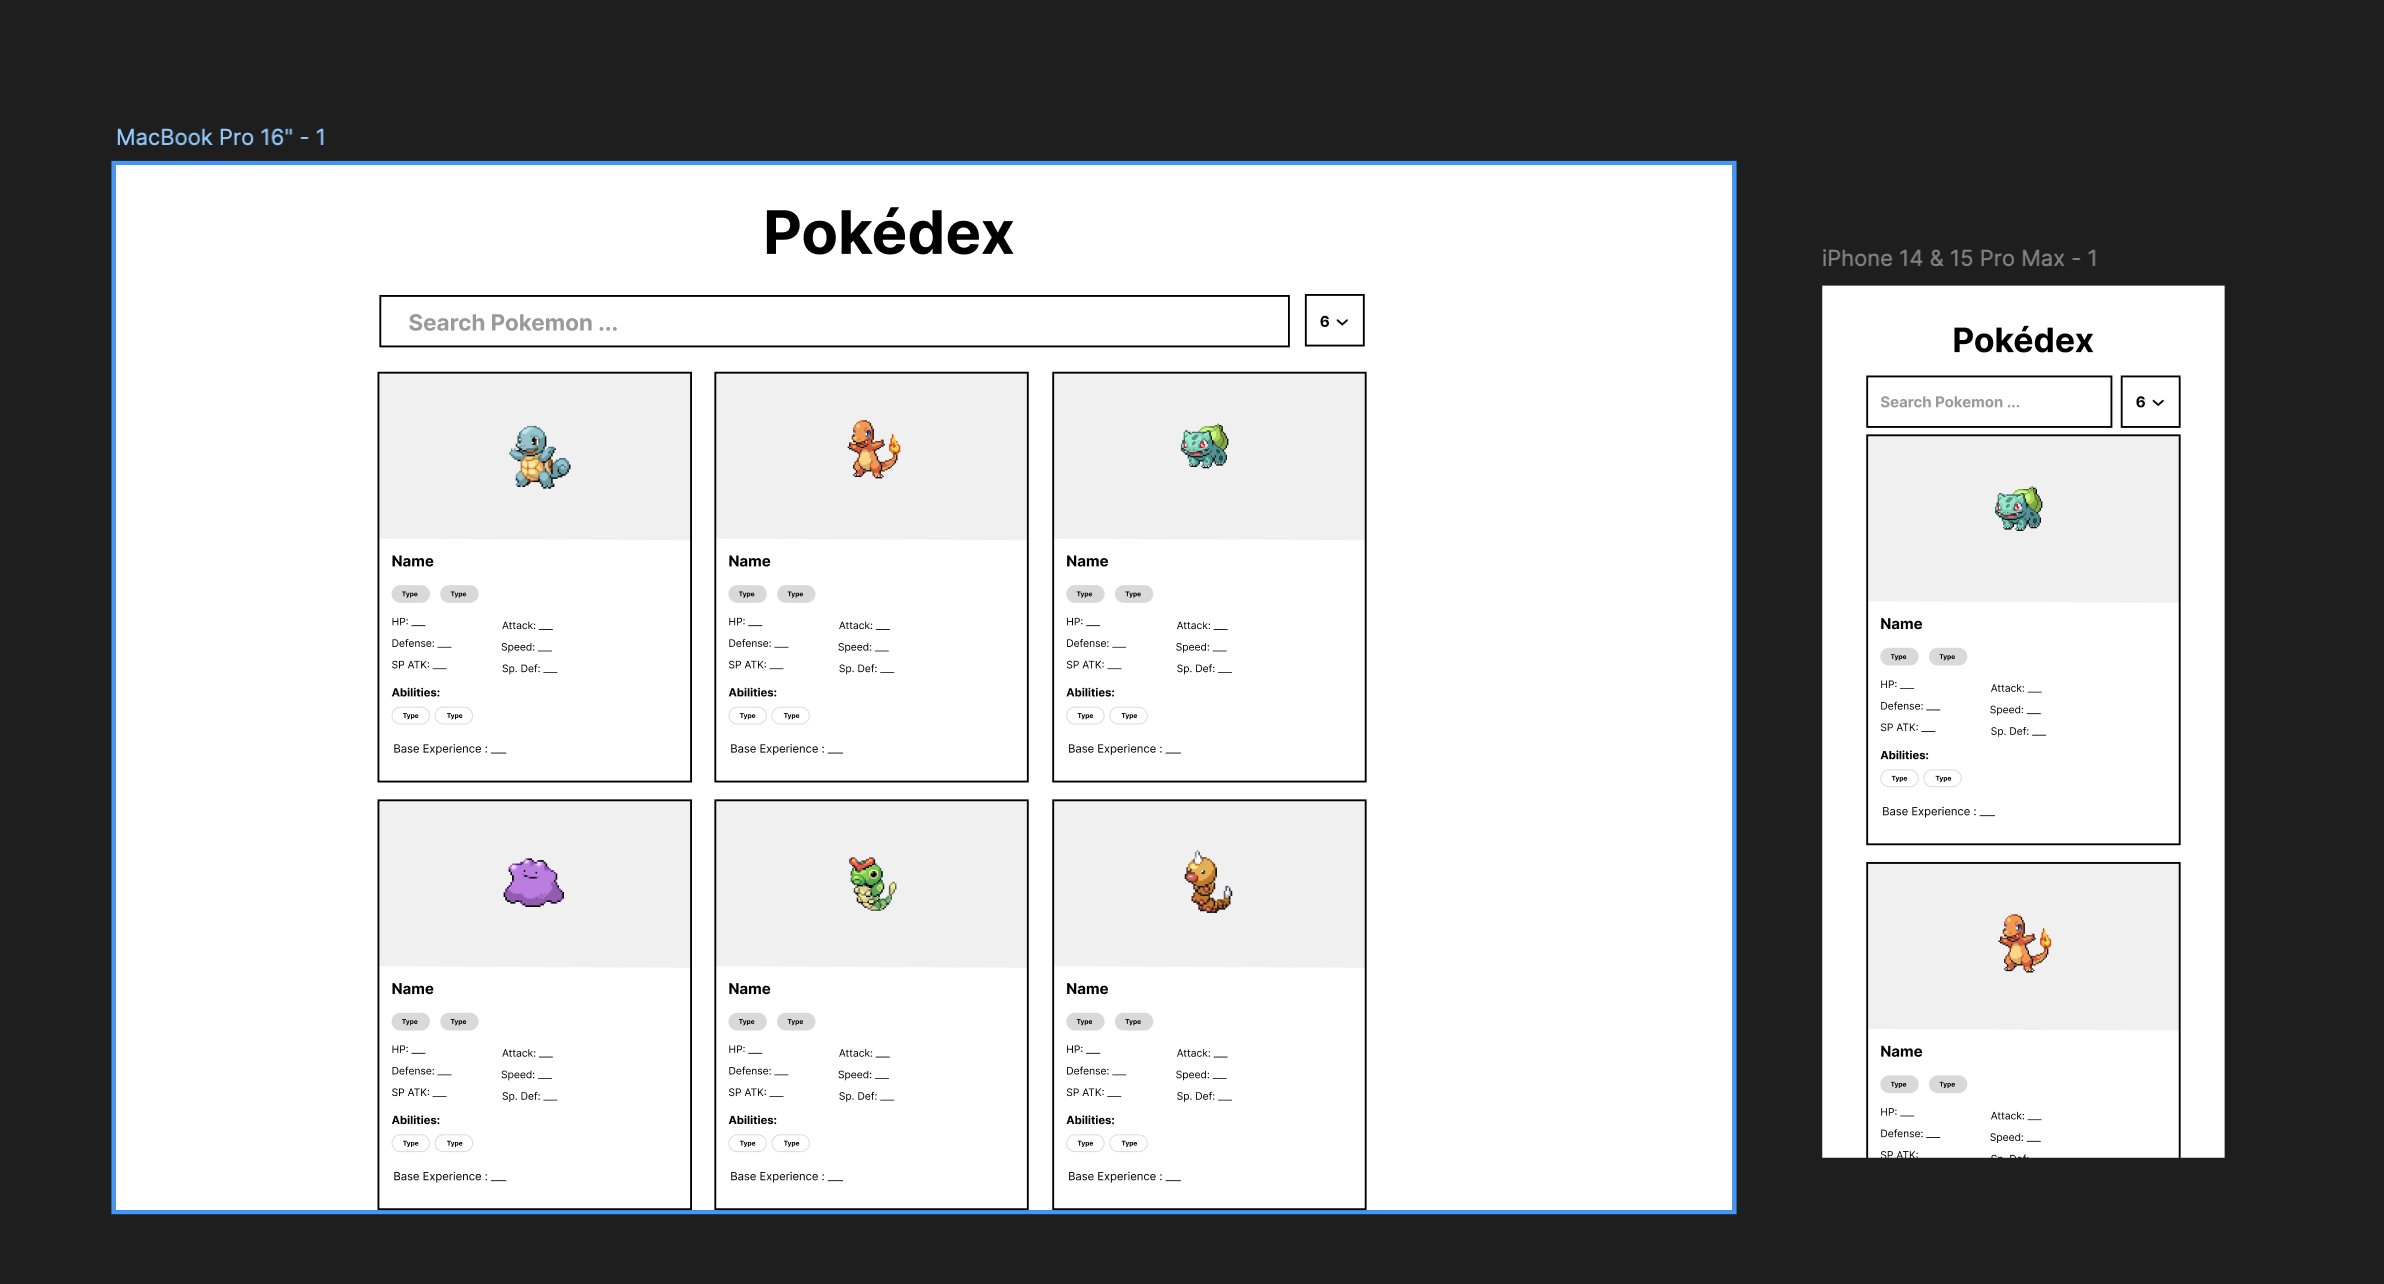 MacBook Pro 16" - 1
Pokédex
Search Pokemon ...
6
Name
Type Type
HP: __ Attack: __
Defense: __ Speed: __
SP ATK: __ Sp. Def: __
Abilities:
Type Type
Base Experience : __
Name
Type Type
HP: __ Attack: __
Defense: __ Speed: __
SP ATK: __ Sp. Def: __
Abilities:
Type Type
Base Experience : __
Name
Type Type
HP: __ Attack: __
Defense: __ Speed: __
SP ATK: __ Sp. Def: __
Abilities:
Type Type
Base Experience : __
Name
Type Type
HP: __ Attack: __
Defense: __ Speed: __
SP ATK: __ Sp. Def: __
Abilities:
Type Type
Base Experience : __
Name
Type Type
HP: __ Attack: __
Defense: __ Speed: __
SP ATK: __ Sp. Def: __
Abilities:
Type Type
Base Experience : __
Name
Type Type
HP: __ Attack: __
Defense: __ Speed: __
SP ATK: __ Sp. Def: __
Abilities:
Type Type
Base Experience : __
iPhone 14 & 15 Pro Max - 1
Pokédex
Search Pokemon ...
6
Name
Type Type
HP: __ Attack: __
Defense: __ Speed: __
SP ATK: __ Sp. Def: __
Abilities:
Type Type
Base Experience : __
Name
Type Type
HP: __ Attack: __
Defense: __ Speed: __
SP ATK: Sp. Def: